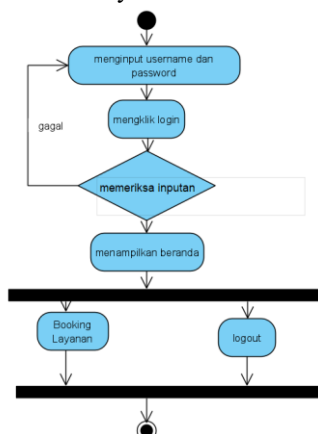 menginput username dan
password
gagal
mengklik login
memeriksa inputan
menampilkan beranda
Booking
Layanan
logout